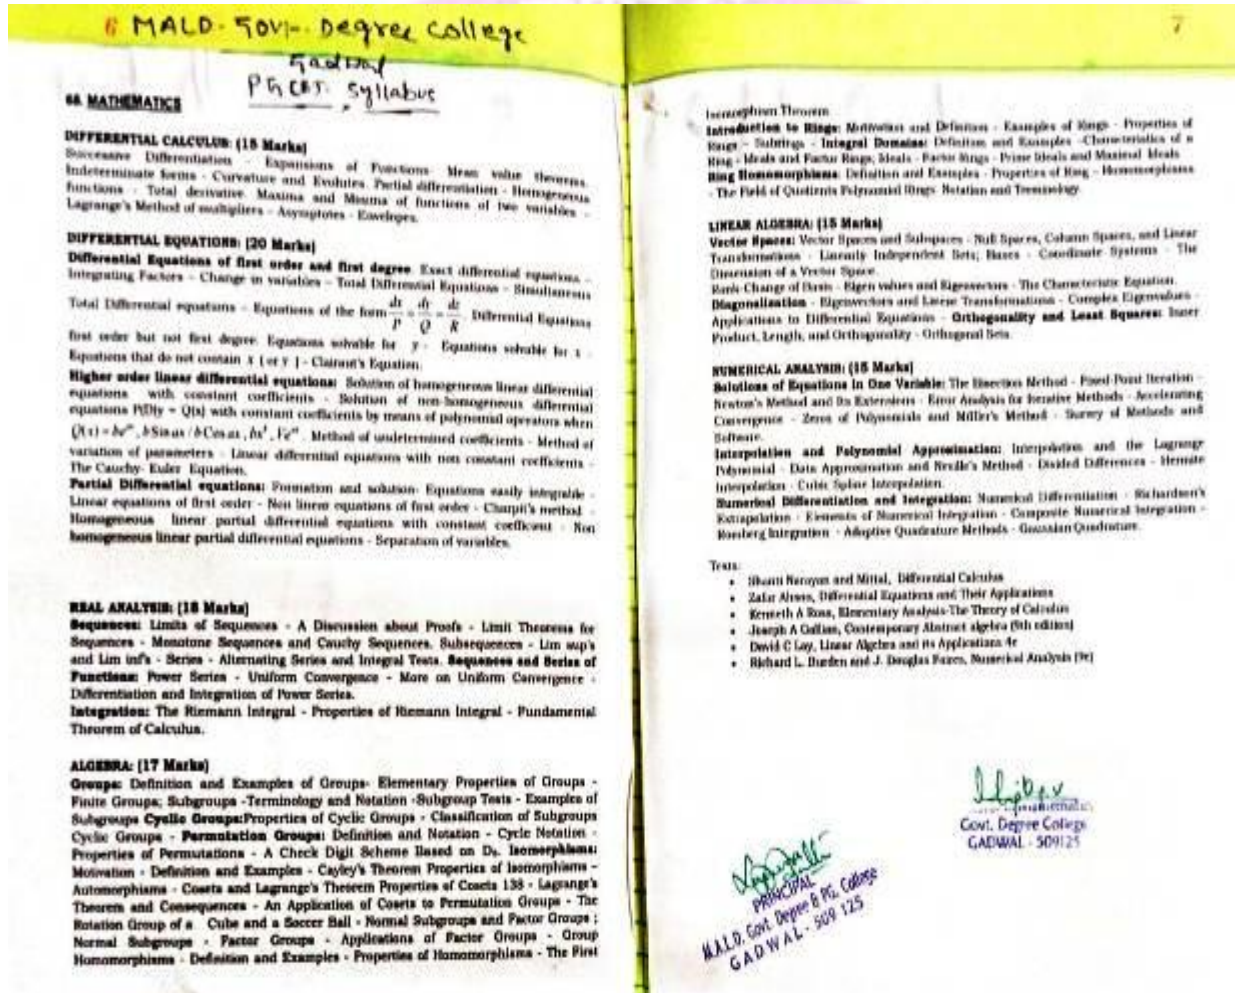 6 MALD. Govt. Degree College
Gadwal
PGCET. Syllabus
68. MATHEMATICS
DIFFERENTIAL CALCULUS: (15 Marks)
Successive Differentiation - Expansions of Functions- Mean value theorems.
Indeterminate forms - Curvature and Evolutes. Partial differentiation - Homogeneous
functions - Total derivative. Maxima and Minima of functions of two variables -
Lagrange's Method of multipliers - Asymptotes - Envelopes.
DIFFERENTIAL EQUATIONS: (20 Marks)
Differential Equations of first order and first degree: Exact differential equations -
Integrating Factors - Change in variables - Total Differential Equations - Simultaneous
Total Differential equations - Equations of the form dx/P = dy/Q = dz/R. Differential Equations
first order but not first degree: Equations solvable for y - Equations solvable for x -
Equations that do not contain x (or y) - Clairaut's Equation.
Higher order linear differential equations: Solution of homogeneous linear differential
equations with constant coefficients - Solution of non-homogeneous differential
equations P(D)y = Q(x) with constant coefficients by means of polynomial operators when
Method of undetermined coefficients - Method of
variation of parameters - Linear differential equations with non constant coefficients -
The Cauchy- Euler Equation.
Partial Differential equations: Formation and solution- Equations easily integrable -
Linear equations of first order - Non linear equations of first order - Charpit's method -
Homogeneous linear partial differential equations with constant coefficient - Non
homogeneous linear partial differential equations - Separation of variables.
REAL ANALYSIS: (18 Marks)
Sequences: Limits of Sequences - A Discussion about Proofs - Limit Theorems for
Sequences - Monotone Sequences and Cauchy Sequences. Subsequences - Lim sup's
and Lim inf's - Series - Alternating Series and Integral Tests. Sequences and Series of
Functions: Power Series - Uniform Convergence - More on Uniform Convergence -
Differentiation and Integration of Power Series.
Integration: The Riemann Integral - Properties of Riemann Integral - Fundamental
Theorem of Calculus.
ALGEBRA: (17 Marks)
Groups: Definition and Examples of Groups- Elementary Properties of Groups -
Finite Groups; Subgroups -Terminology and Notation -Subgroup Tests - Examples of
Subgroups Cyclic Groups:Properties of Cyclic Groups - Classification of Subgroups
Cyclic Groups - Permutation Groups: Definition and Notation - Cycle Notation -
Properties of Permutations - A Check Digit Scheme Based on D5. Isomorphisms:
Motivation - Definition and Examples - Cayley's Theorem Properties of Isomorphisms -
Automorphisms - Cosets and Lagrange's Theorem Properties of Cosets 138 - Lagrange's
Theorem and Consequences - An Application of Cosets to Permutation Groups - The
Rotation Group of a Cube and a Soccer Ball - Normal Subgroups and Factor Groups ;
Normal Subgroups - Factor Groups - Applications of Factor Groups - Group
Homomorphisms - Definition and Examples - Properties of Homomorphisms - The First
7
Isomorphism Theorem
Introduction to Rings: Motivation and Definition - Examples of Rings - Properties of
Rings - Subrings - Integral Domains: Definition and Examples -Characteristics of a
Ring - Ideals and Factor Rings, Ideals - Factor Rings - Prime Ideals and Maximal Ideals
Ring Homomorphisms: Definition and Examples - Properties of Ring - Homomorphisms
- The Field of Quotients Polynomial Rings: Notation and Terminology.
LINEAR ALGEBRA: (15 Marks)
Vector Spaces: Vector Spaces and Subspaces - Null Spaces, Column Spaces, and Linear
Transformations - Linearly Independent Sets; Bases - Coordinate Systems - The
Dimension of a Vector Space.
Rank-Change of Basis - Eigen values and Eigenvectors - The Characteristic Equation.
Diagonalization - Eigenvectors and Linear Transformations - Complex Eigenvalues -
Applications to Differential Equations - Orthogonality and Least Squares: Inner
Product, Length, and Orthogonality - Orthogonal Sets.
NUMERICAL ANALYSIS: (15 Marks)
Solutions of Equations in One Variable: The Bisection Method - Fixed-Point Iteration -
Newton's Method and Its Extensions - Error Analysis for Iterative Methods - Accelerating
Convergence - Zeros of Polynomials and Müller's Method - Survey of Methods and
Software.
Interpolation and Polynomial Approximation: Interpolation and the Lagrange
Polynomial - Data Approximation and Neville's Method - Divided Differences - Hermite
Interpolation - Cubic Spline Interpolation.
Numerical Differentiation and Integration: Numerical Differentiation - Richardson's
Extrapolation - Elements of Numerical Integration - Composite Numerical Integration -
Romberg Integration - Adaptive Quadrature Methods - Gaussian Quadrature.
Texts:
• Shanti Narayan and Mittal, Differential Calculus
• Zafar Ahsan, Differential Equations and Their Applications
• Kenneth A Ross, Elementary Analysis-The Theory of Calculus
• Joseph A Gallian, Contemporary Abstract algebra (9th edition)
• David C Lay, Linear Algebra and its Applications 4e
• Richard L. Burden and J. Douglas Faires, Numerical Analysis (9e)
Govt. Degree College
GADWAL - 509125
PRINCIPAL
M.A.L.D. Govt. Degree & PG. College
GADWAL - 509 125